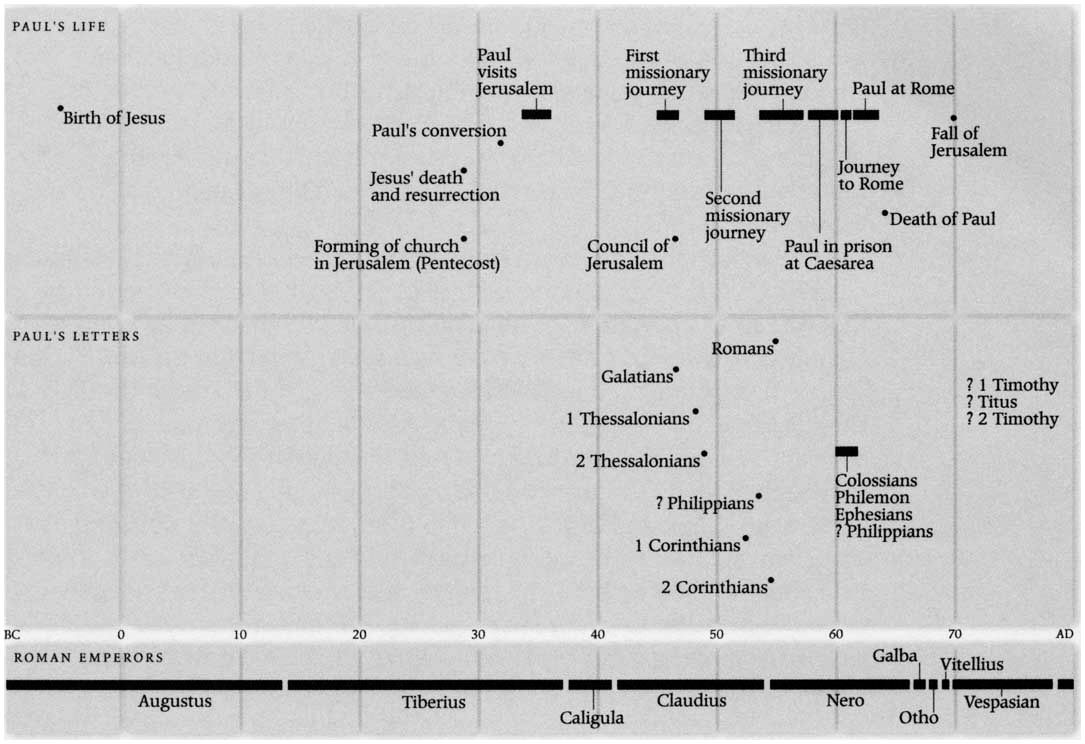 PAUL'S LIFE
Paul
visits
Jerusalem
First
missionary
journey
Third
missionary
journey
Paul at Rome
Birth of Jesus
Paul's conversion
Fall of
Jerusalem
Jesus' death
and resurrection
Journey
to Rome
Second
missionary
journey
Death of Paul
Forming of church
in Jerusalem (Pentecost)
Council of
Jerusalem
Paul in prison
at Caesarea
PAUL'S LETTERS
Romans
Galatians
? 1 Timothy
? Titus
? 2 Timothy
1 Thessalonians
2 Thessalonians
Colossians
Philemon
Ephesians
? Philippians
? Philippians
1 Corinthians
2 Corinthians
BC 0 10 20 30 40 50 60 70 AD
ROMAN EMPERORS
Galba
Vitellius
Augustus
Tiberius
Caligula
Claudius
Nero
Otho
Vespasian